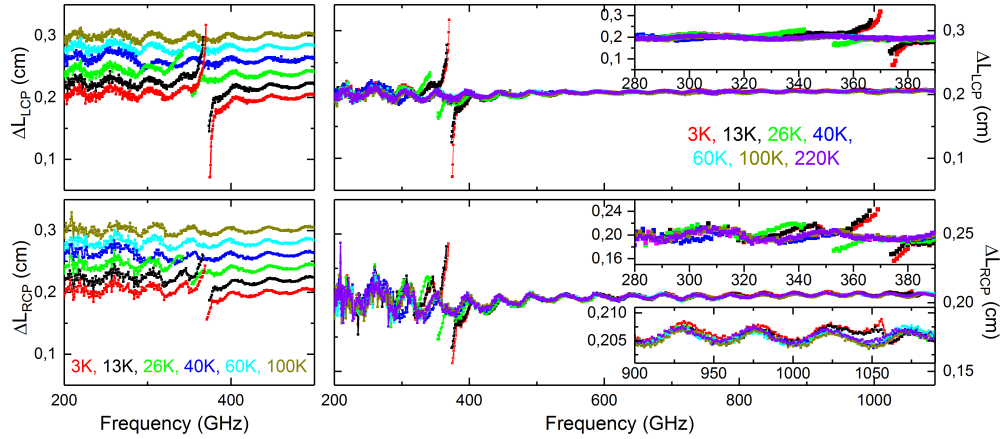 ΔL_LCP (cm)
0,3
0,2
0,1
0,3
0,2
0,1
280 300 320 340 360 380
0,3
0,2
0,1
ΔL_LCP (cm)
3K, 13K, 26K, 40K,
60K, 100K, 220K
ΔL_RCP (cm)
0,3
0,2
0,1
3K, 13K, 26K, 40K, 60K, 100K
200 400
Frequency (GHz)
0,24
0,20
0,16
280 300 320 340 360 380
0,210
0,205
900 950 1000 1050
0,25
0,20
0,15
ΔL_RCP (cm)
200 300 400 500 600 700 800 900 1000
Frequency (GHz)